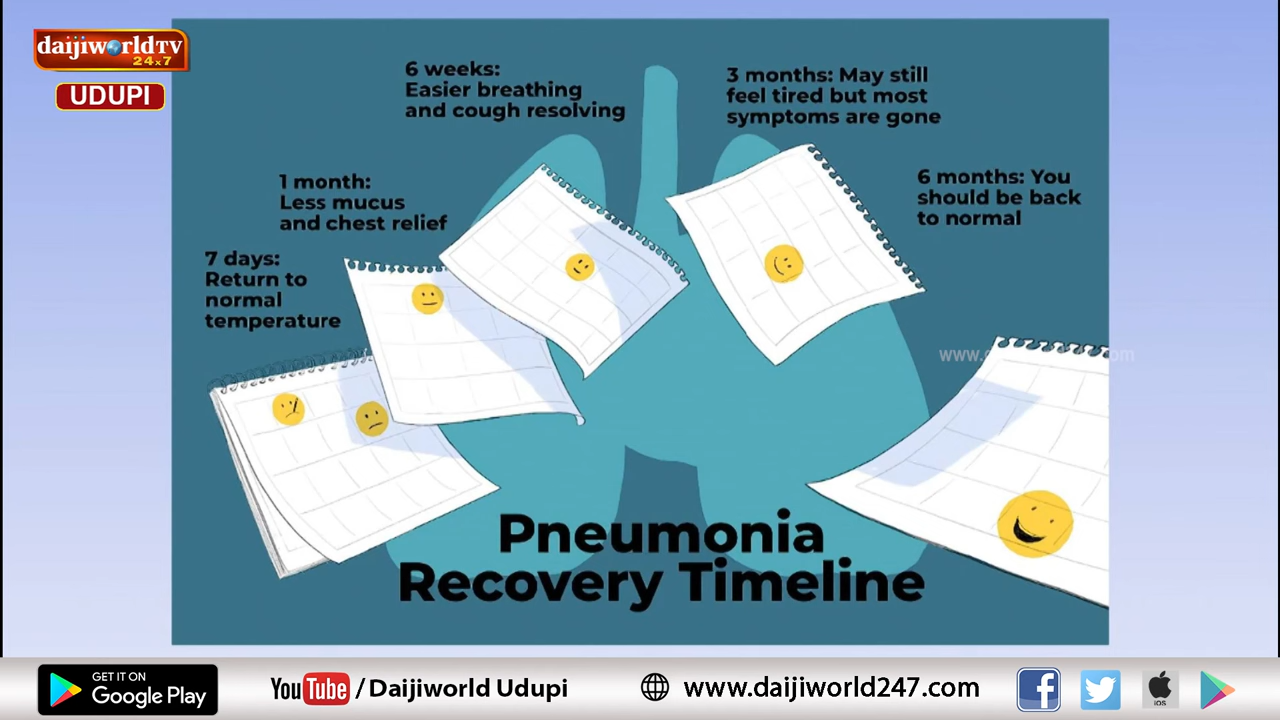 daijiworldTV
24x7
UDUPI
6 weeks:
Easier breathing
and cough resolving
3 months: May still
feel tired but most
symptoms are gone
1 month:
Less mucus
and chest relief
6 months: You
should be back
to normal
7 days:
Return to
normal
temperature
Pneumonia
Recovery Timeline
GET IT ON
Google Play
YouTube / Daijiworld Udupi
www.daijiworld247.com
iOS